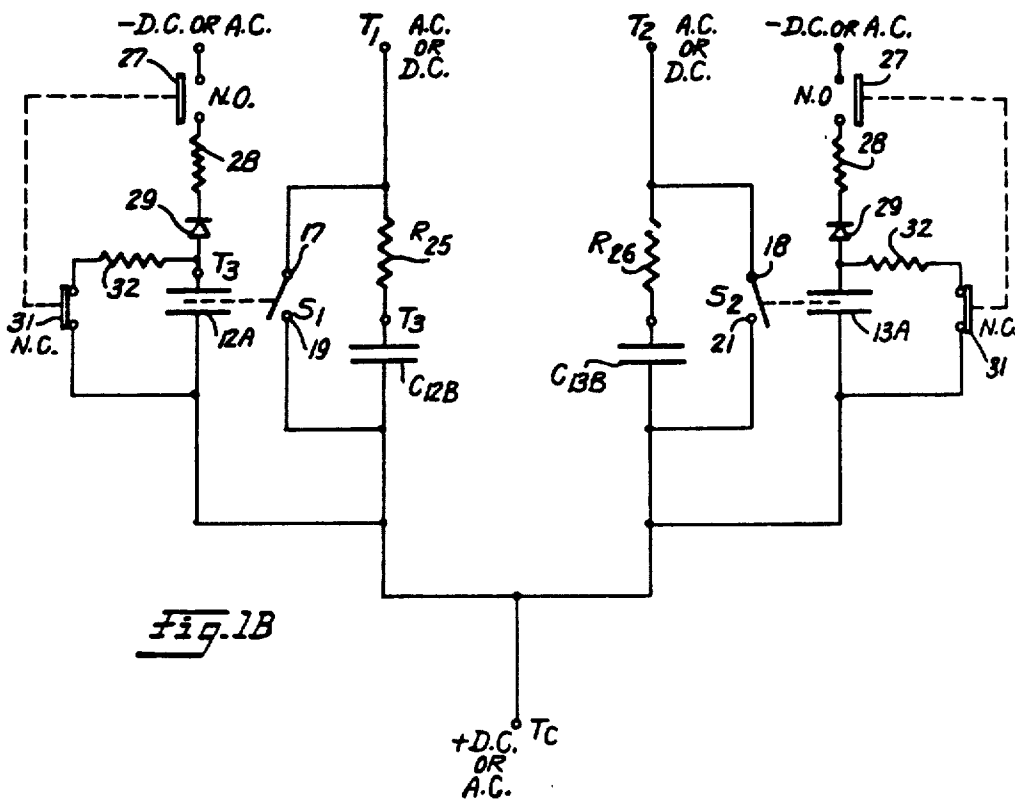 -D.C. OR A.C.
T1 A.C. OR D.C.
T2 A.C. OR D.C.
-D.C. OR A.C.
27
N.O.
N.O
27
28
28
29
R25
R26
29
32
T3
17
18
32
31
N.C.
12A
S1
19
T3
C12B
C13B
S2
21
13A
N.C.
31
Fig. 1B
TC
+D.C.
OR
A.C.